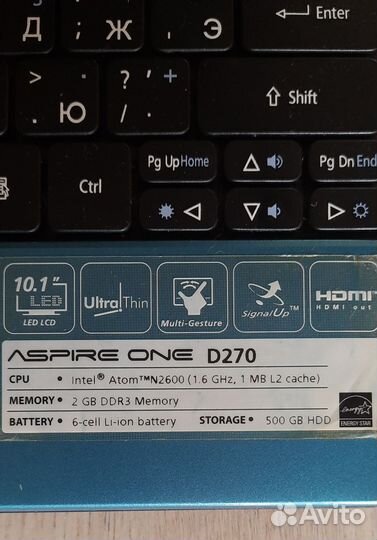 Д ; Ж , Э Enter
> . Ю ? ' + / . Shift
Ctrl Pg Up Home Pg Dn End
10.1"
LED
LED LCD
UltraThin
Multi-Gesture
SignalUp™
HDMI
HDMI out
ASPIRE ONE D270
CPU • Intel® Atom™N2600 (1.6 GHz, 1 MB L2 cache)
MEMORY • 2 GB DDR3 Memory
BATTERY • 6-cell Li-ion battery STORAGE • 500 GB HDD
ENERGY STAR
Avito